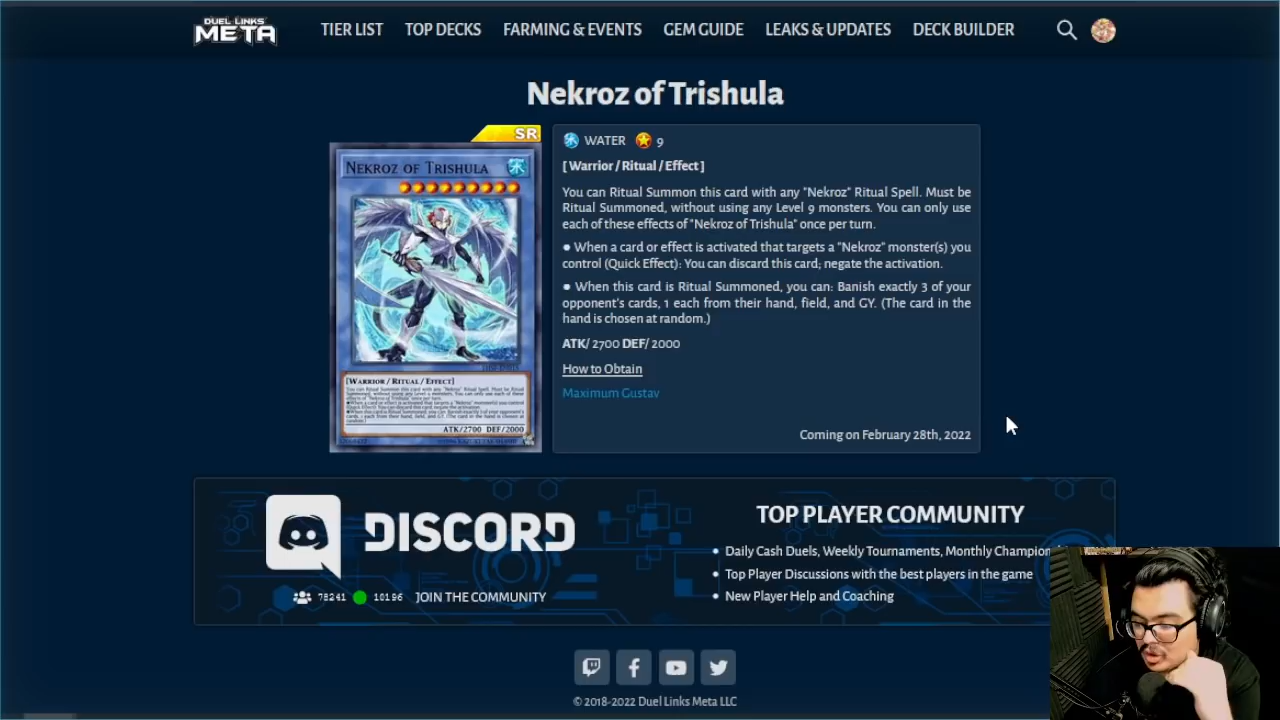 DUEL LINKS
META
TIER LIST
TOP DECKS
FARMING & EVENTS
GEM GUIDE
LEAKS & UPDATES
DECK BUILDER
Nekroz of Trishula
SR
NEKROZ OF TRISHULA
[WARRIOR / RITUAL / EFFECT]
ATK/2700 DEF/2000
WATER 9
[ Warrior / Ritual / Effect ]
You can Ritual Summon this card with any "Nekroz" Ritual Spell. Must be
Ritual Summoned, without using any Level 9 monsters. You can only use
each of these effects of "Nekroz of Trishula" once per turn.
● When a card or effect is activated that targets a "Nekroz" monster(s) you
control (Quick Effect): You can discard this card; negate the activation.
● When this card is Ritual Summoned, you can: Banish exactly 3 of your
opponent's cards, 1 each from their hand, field, and GY. (The card in the
hand is chosen at random.)
ATK/ 2700 DEF/ 2000
How to Obtain
Maximum Gustav
Coming on February 28th, 2022
DISCORD
78241 10196 JOIN THE COMMUNITY
TOP PLAYER COMMUNITY
• Daily Cash Duels, Weekly Tournaments, Monthly Champion
• Top Player Discussions with the best players in the game
• New Player Help and Coaching
© 2018-2022 Duel Links Meta LLC